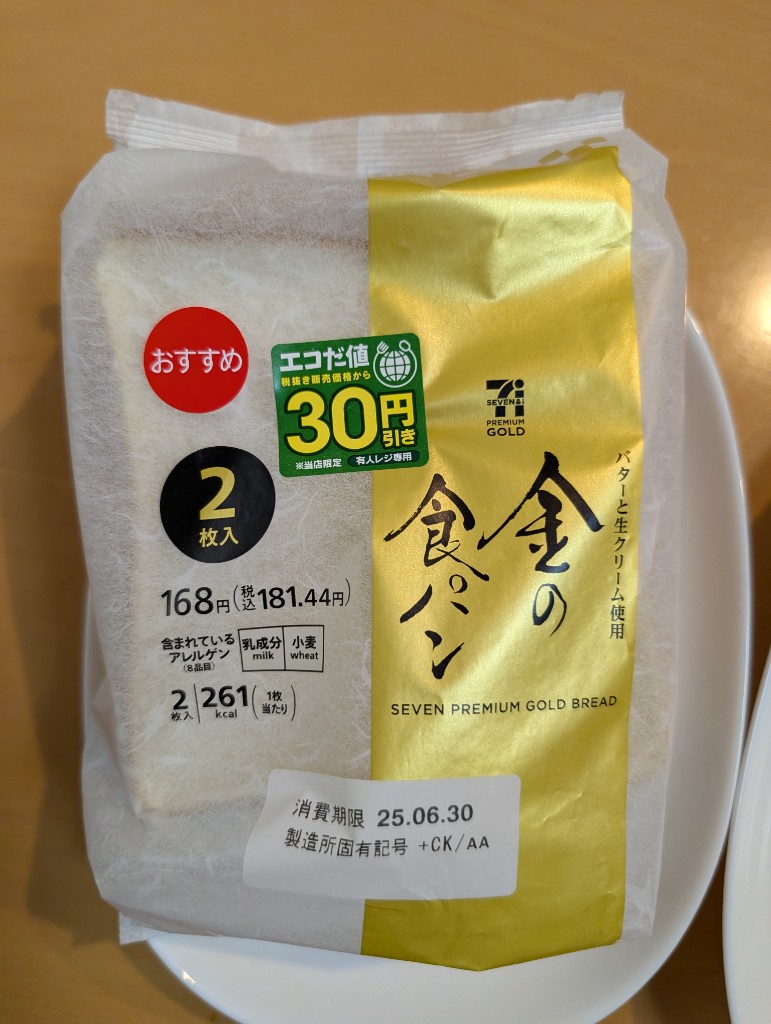 おすすめ
エコだ値
税抜き販売価格から
30円引き
※当店限定 有人レジ専用
2
枚入
168円(税込181.44円)
含まれている
アレルゲン
(8品目)
乳成分 小麦
milk wheat
2枚入 261kcal (1枚当たり)
SEVEN & i
PREMIUM
GOLD
バターと生クリーム使用
金の
食パン
SEVEN PREMIUM GOLD BREAD
消費期限 25.06.30
製造所固有記号 +CK/AA